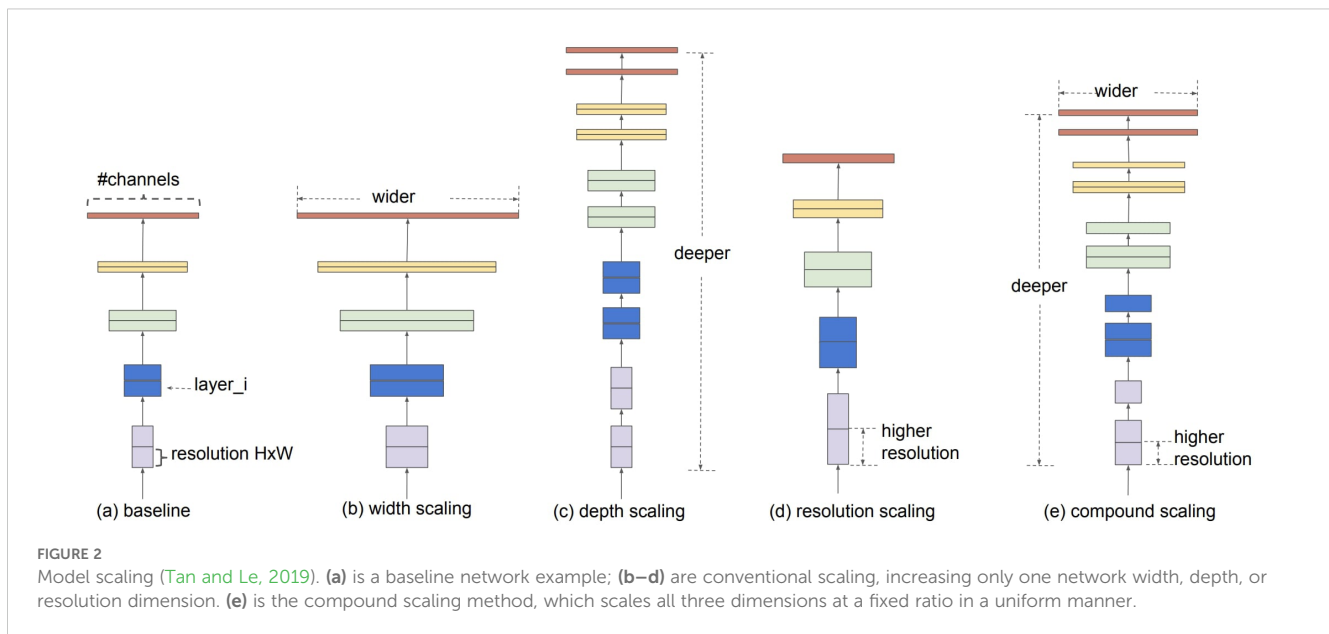 #channels
layer_i
resolution HxW
(a) baseline
wider
(b) width scaling
deeper
(c) depth scaling
higher
resolution
(d) resolution scaling
wider
deeper
higher
resolution
(e) compound scaling
FIGURE 2
Model scaling (Tan and Le, 2019). (a) is a baseline network example; (b–d) are conventional scaling, increasing only one network width, depth, or
resolution dimension. (e) is the compound scaling method, which scales all three dimensions at a fixed ratio in a uniform manner.